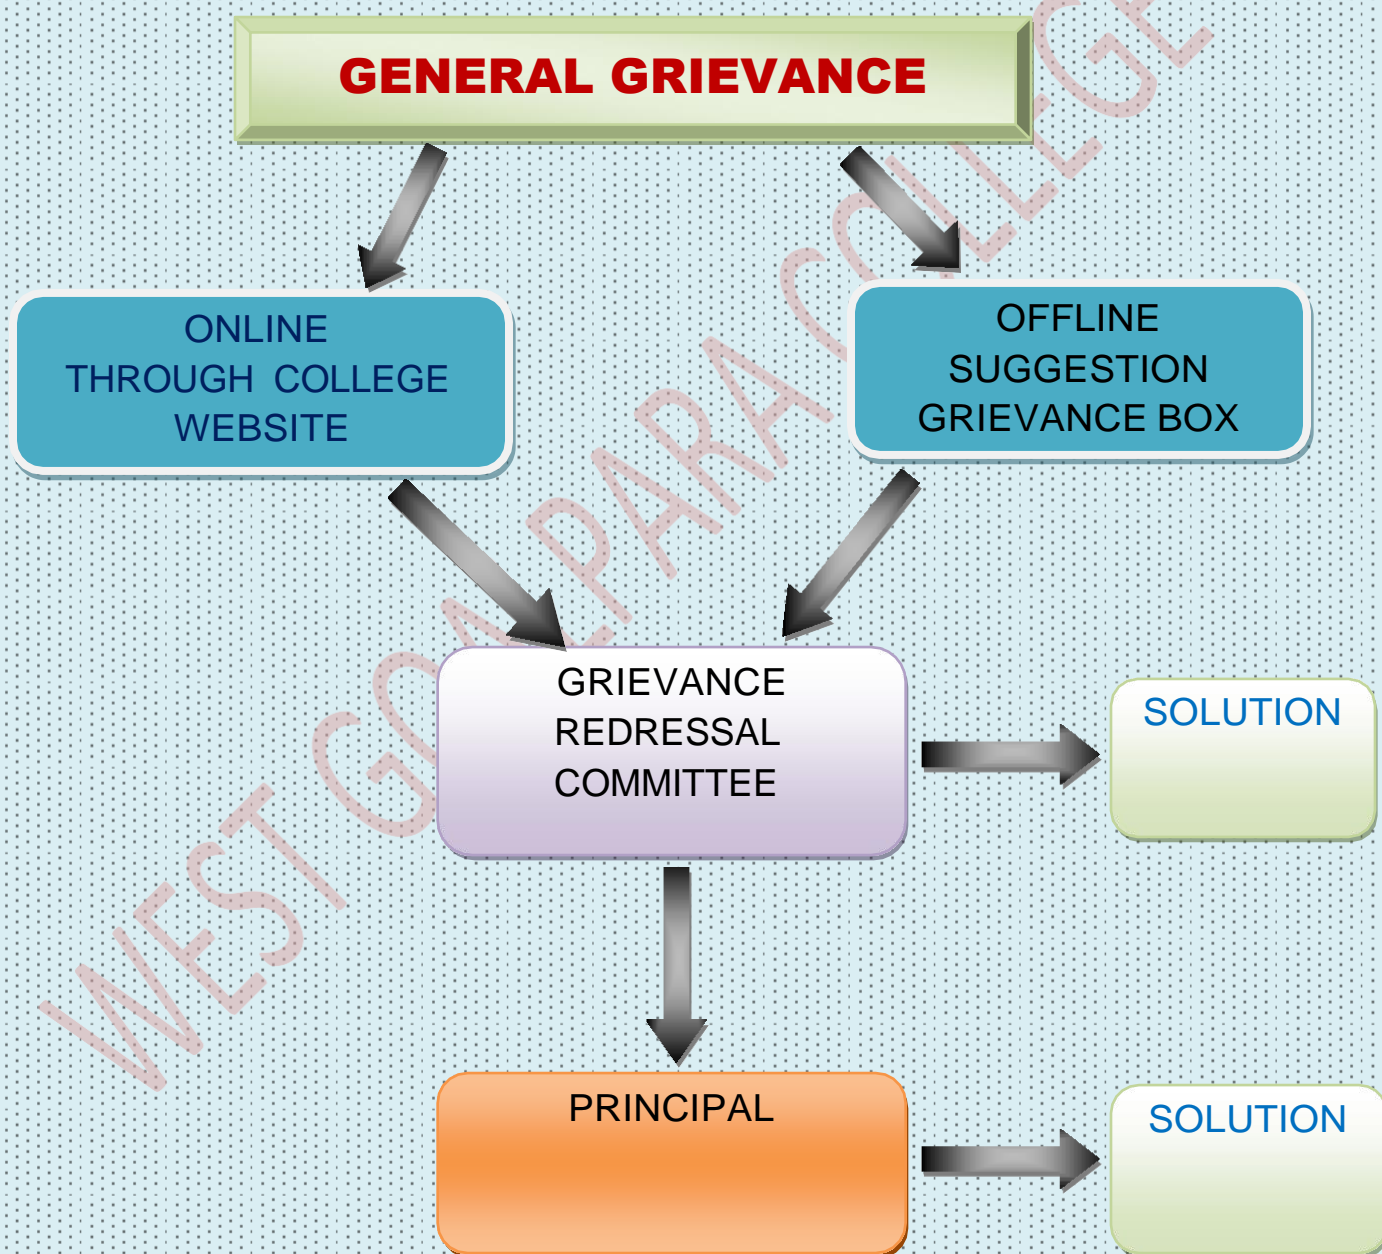 GENERAL GRIEVANCE
ONLINE
THROUGH COLLEGE
WEBSITE
OFFLINE
SUGGESTION
GRIEVANCE BOX
GRIEVANCE
REDRESSAL
COMMITTEE
SOLUTION
PRINCIPAL
SOLUTION
WEST GOALPARA COLLEGE